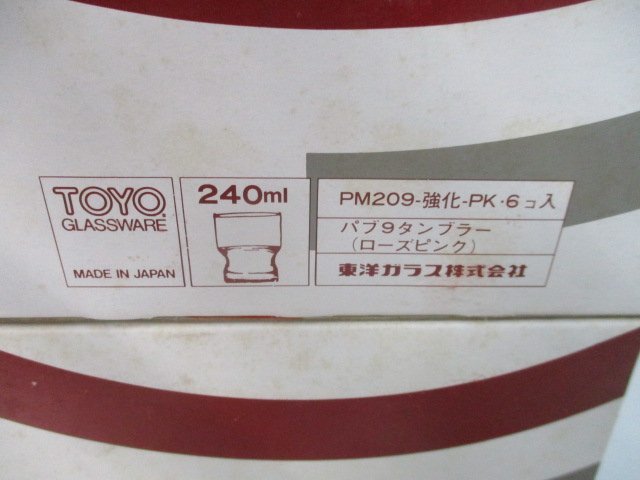 TOYO.
GLASSWARE
MADE IN JAPAN
240ml
PM209-強化-PK·6コ入
パブ9タンブラー
(ローズピンク)
東洋ガラス株式会社